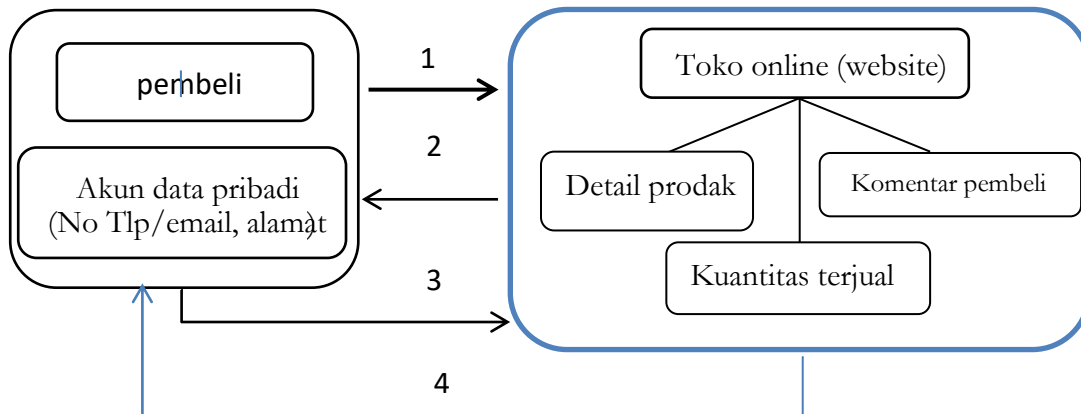 pembeli
Akun data pribadi
(No Tlp/email, alamat)
1
2
3
4
Toko online (website)
Detail prodak
Komentar pembeli
Kuantitas terjual